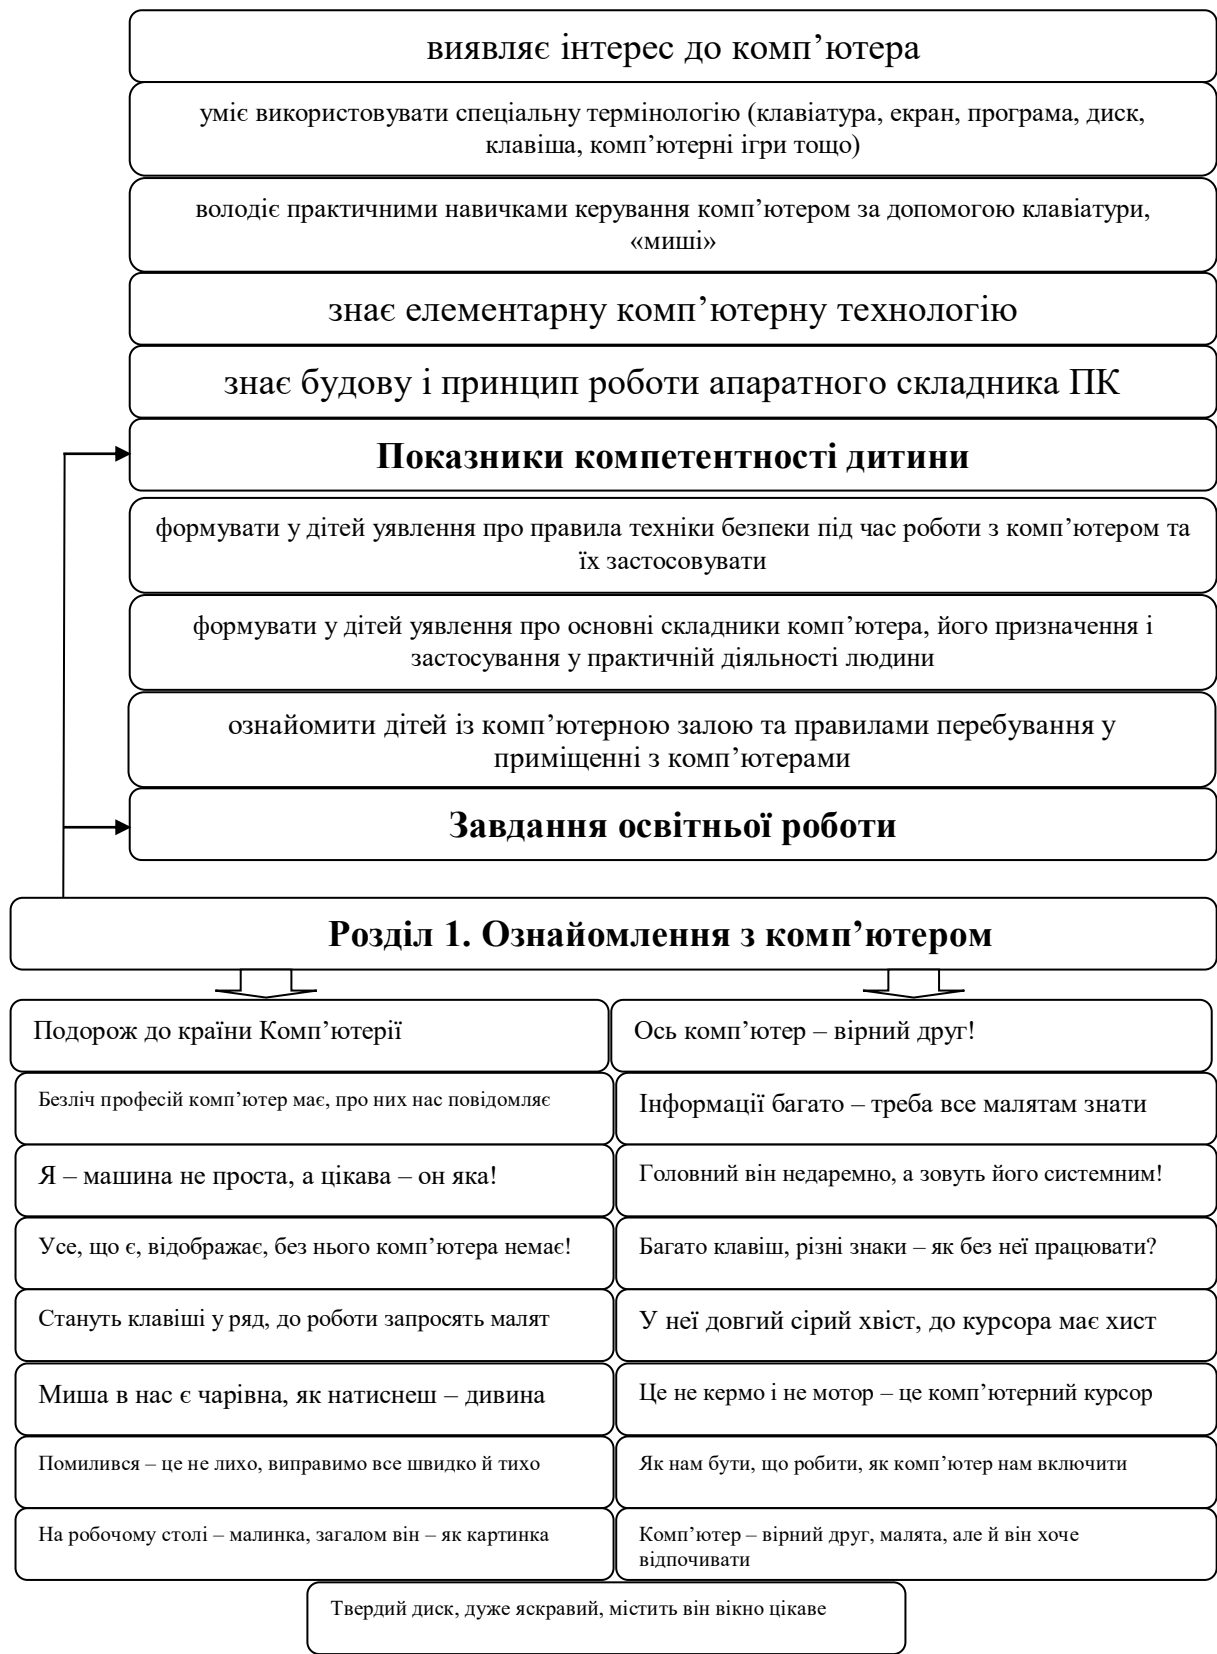 виявляє інтерес до комп’ютера
уміє використовувати спеціальну термінологію (клавіатура, екран, програма, диск,
клавіша, комп’ютерні ігри тощо)
володіє практичними навичками керування комп’ютером за допомогою клавіатури,
«миші»
знає елементарну комп’ютерну технологію
знає будову і принцип роботи апаратного складника ПК
Показники компетентності дитини
формувати у дітей уявлення про правила техніки безпеки під час роботи з комп’ютером та
їх застосовувати
формувати у дітей уявлення про основні складники комп’ютера, його призначення і
застосування у практичній діяльності людини
ознайомити дітей із комп’ютерною залою та правилами перебування у
приміщенні з комп’ютерами
Завдання освітньої роботи
Розділ 1. Ознайомлення з комп’ютером
Подорож до країни Комп’ютерії
Ось комп’ютер – вірний друг!
Безліч професій комп’ютер має, про них нас повідомляє
Інформації багато – треба все малятам знати
Я – машина не проста, а цікава – он яка!
Головний він недаремно, а зовуть його системним!
Усе, що є, відображає, без нього комп’ютера немає!
Багато клавіш, різні знаки – як без неї працювати?
Стануть клавіші у ряд, до роботи запросять малят
У неї довгий сірий хвіст, до курсора має хист
Миша в нас є чарівна, як натиснеш – дивина
Це не кермо і не мотор – це комп’ютерний курсор
Помилився – це не лихо, виправимо все швидко й тихо
Як нам бути, що робити, як комп’ютер нам включити
На робочому столі – малинка, загалом він – як картинка
Комп’ютер – вірний друг, малята, але й він хоче
відпочивати
Твердий диск, дуже яскравий, містить він вікно цікаве